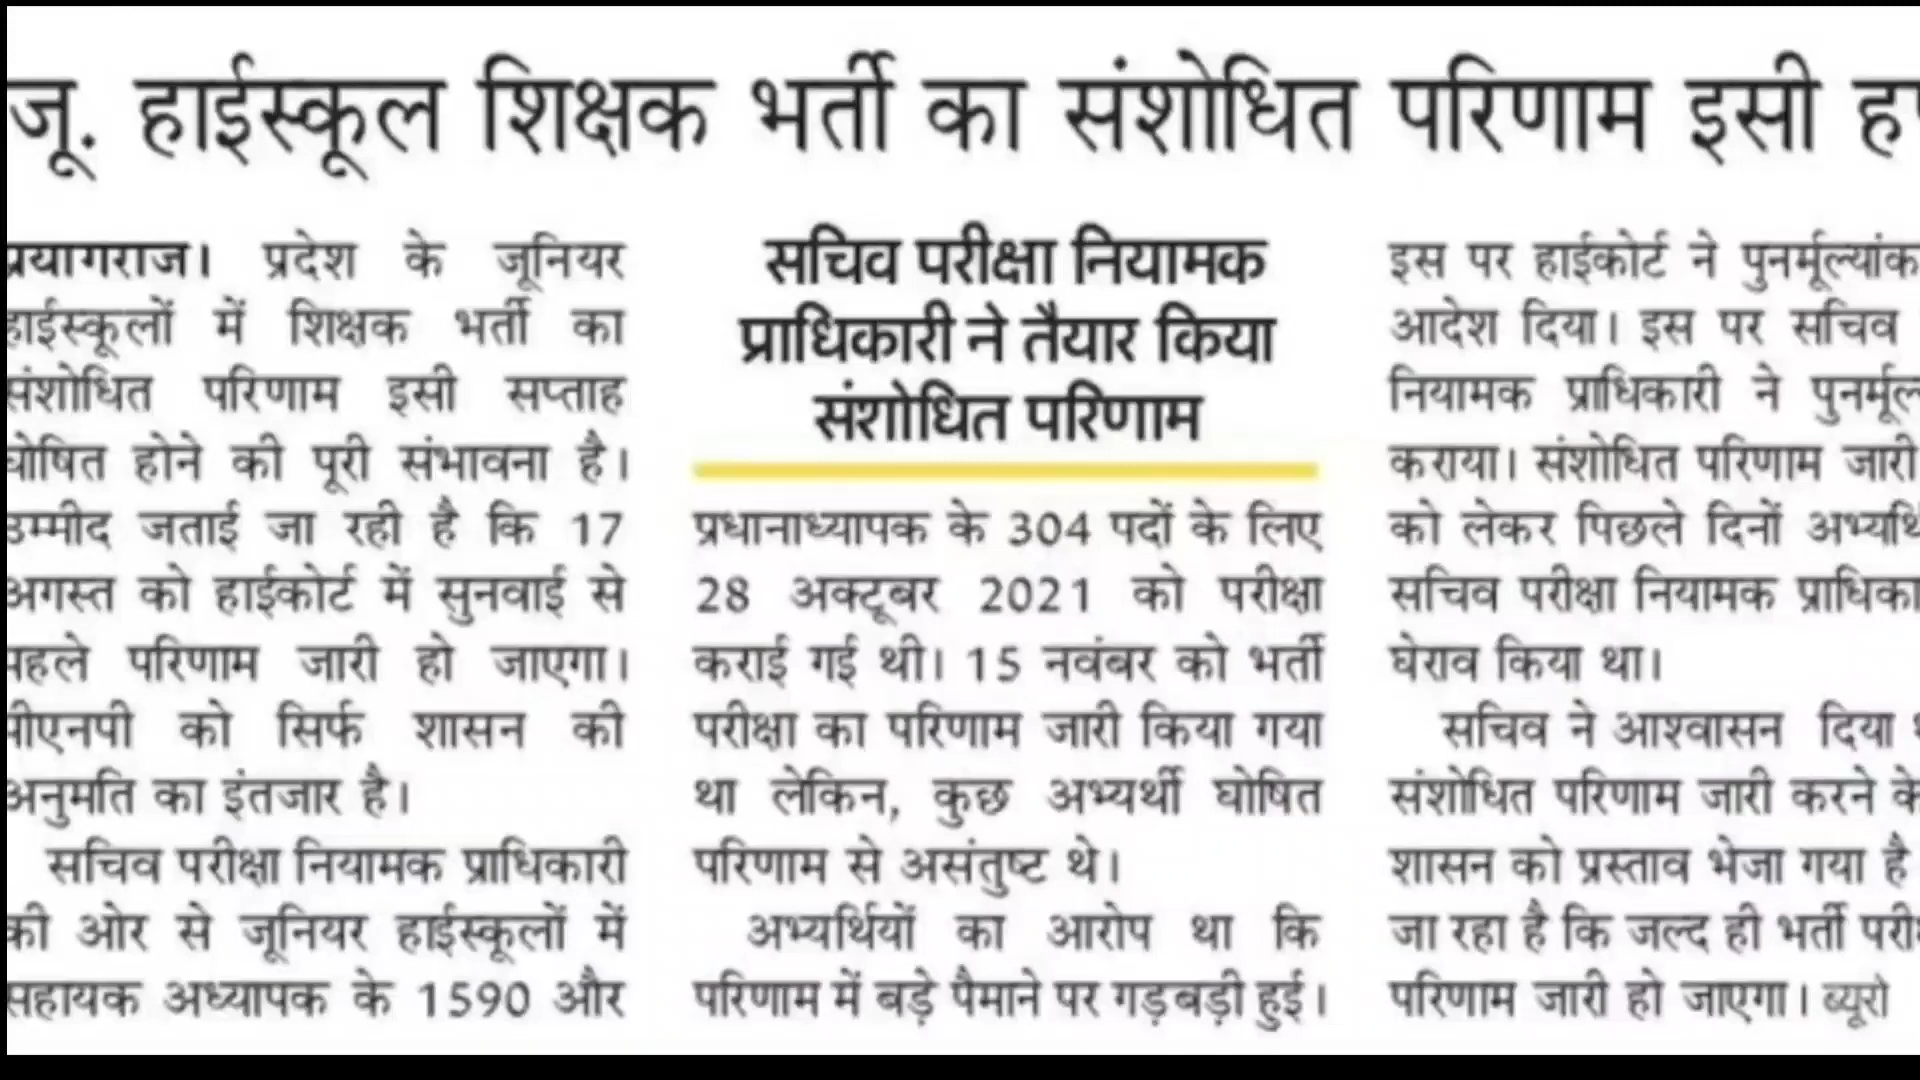 जू. हाईस्कूल शिक्षक भर्ती का संशोधित परिणाम इसी
प्रयागराज। प्रदेश के जूनियर
हाईस्कूलों में शिक्षक भर्ती का
संशोधित परिणाम इसी सप्ताह
घोषित होने की पूरी संभावना है।
उम्मीद जताई जा रही है कि 17
अगस्त को हाईकोर्ट में सुनवाई से
पहले परिणाम जारी हो जाएगा।
पीएनपी को सिर्फ शासन की
अनुमति का इंतजार है।
सचिव परीक्षा नियामक प्राधिकारी
की ओर से जूनियर हाईस्कूलों में
सहायक अध्यापक के 1590 और
सचिव परीक्षा नियामक
प्राधिकारी ने तैयार किया
संशोधित परिणाम
प्रधानाध्यापक के 304 पदों के लिए
28 अक्टूबर 2021 को परीक्षा
कराई गई थी। 15 नवंबर को भर्ती
परीक्षा का परिणाम जारी किया गया
था लेकिन, कुछ अभ्यर्थी घोषित
परिणाम से असंतुष्ट थे।
अभ्यर्थियों का आरोप था कि
परिणाम में बड़े पैमाने पर गड़बड़ी हुई।
इस पर हाईकोर्ट ने
आदेश दिया। इस पर सचिव
नियामक प्राधिकारी ने
कराया। संशोधित परिणाम जारी
को लेकर पिछले दिनों
सचिव परीक्षा नियामक
घेराव किया था।
सचिव ने आश्वासन दिया
संशोधित परिणाम जारी करने के
शासन को प्रस्ताव भेजा गया है
जा रहा है कि जल्द ही भर्ती
परिणाम जारी हो जाएगा। ब्यूरो